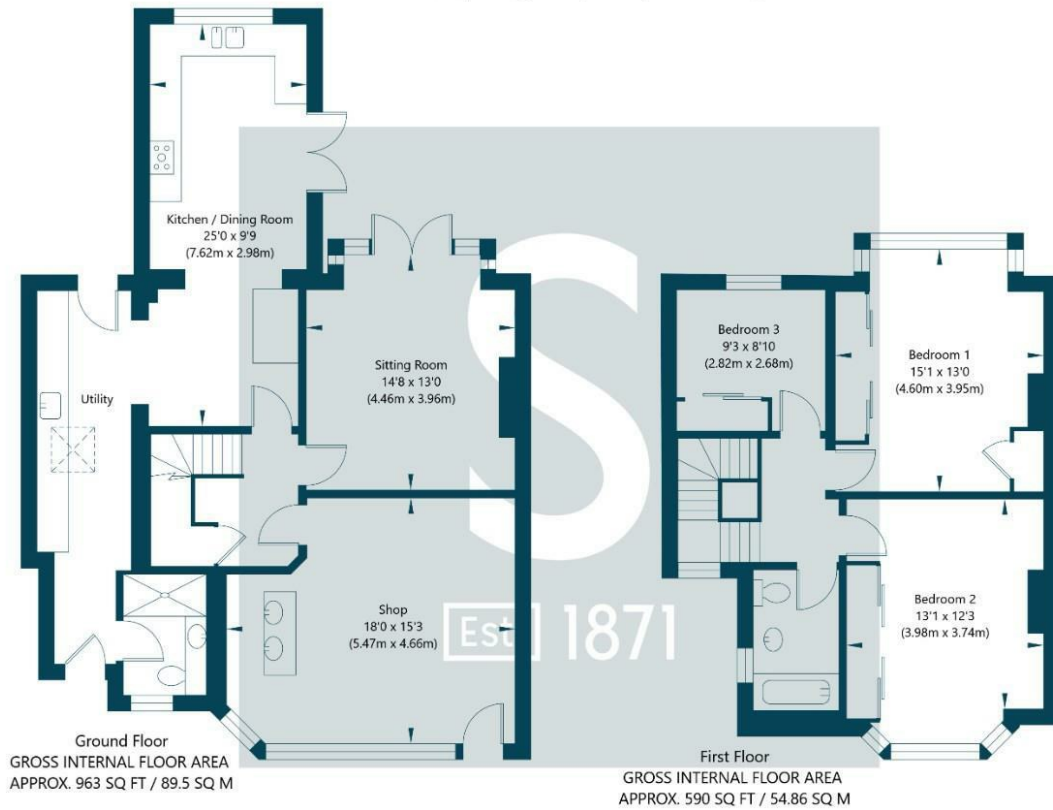 Kitchen / Dining Room
25'0 x 9'9
(7.62m x 2.98m)
Utility
Sitting Room
14'8 x 13'0
(4.46m x 3.96m)
Shop
18'0 x 15'3
(5.47m x 4.66m)
Ground Floor
GROSS INTERNAL FLOOR AREA
APPROX. 963 SQ FT / 89.5 SQ M
Bedroom 3
9'3 x 8'10
(2.82m x 2.68m)
Bedroom 1
15'1 x 13'0
(4.60m x 3.95m)
Bedroom 2
13'1 x 12'3
(3.98m x 3.74m)
First Floor
GROSS INTERNAL FLOOR AREA
APPROX. 590 SQ FT / 54.86 SQ M
S
Est 1871